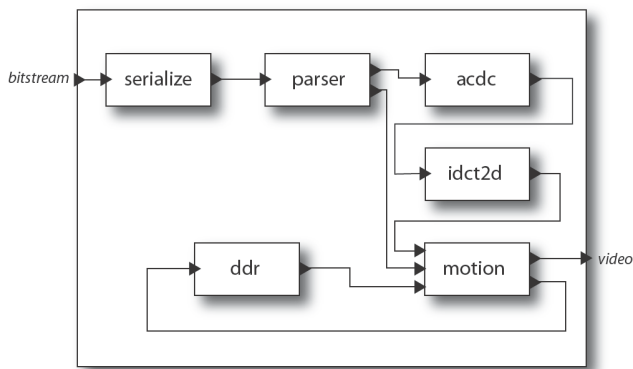 bitstream
serialize
parser
acdc
idct2d
ddr
motion
video